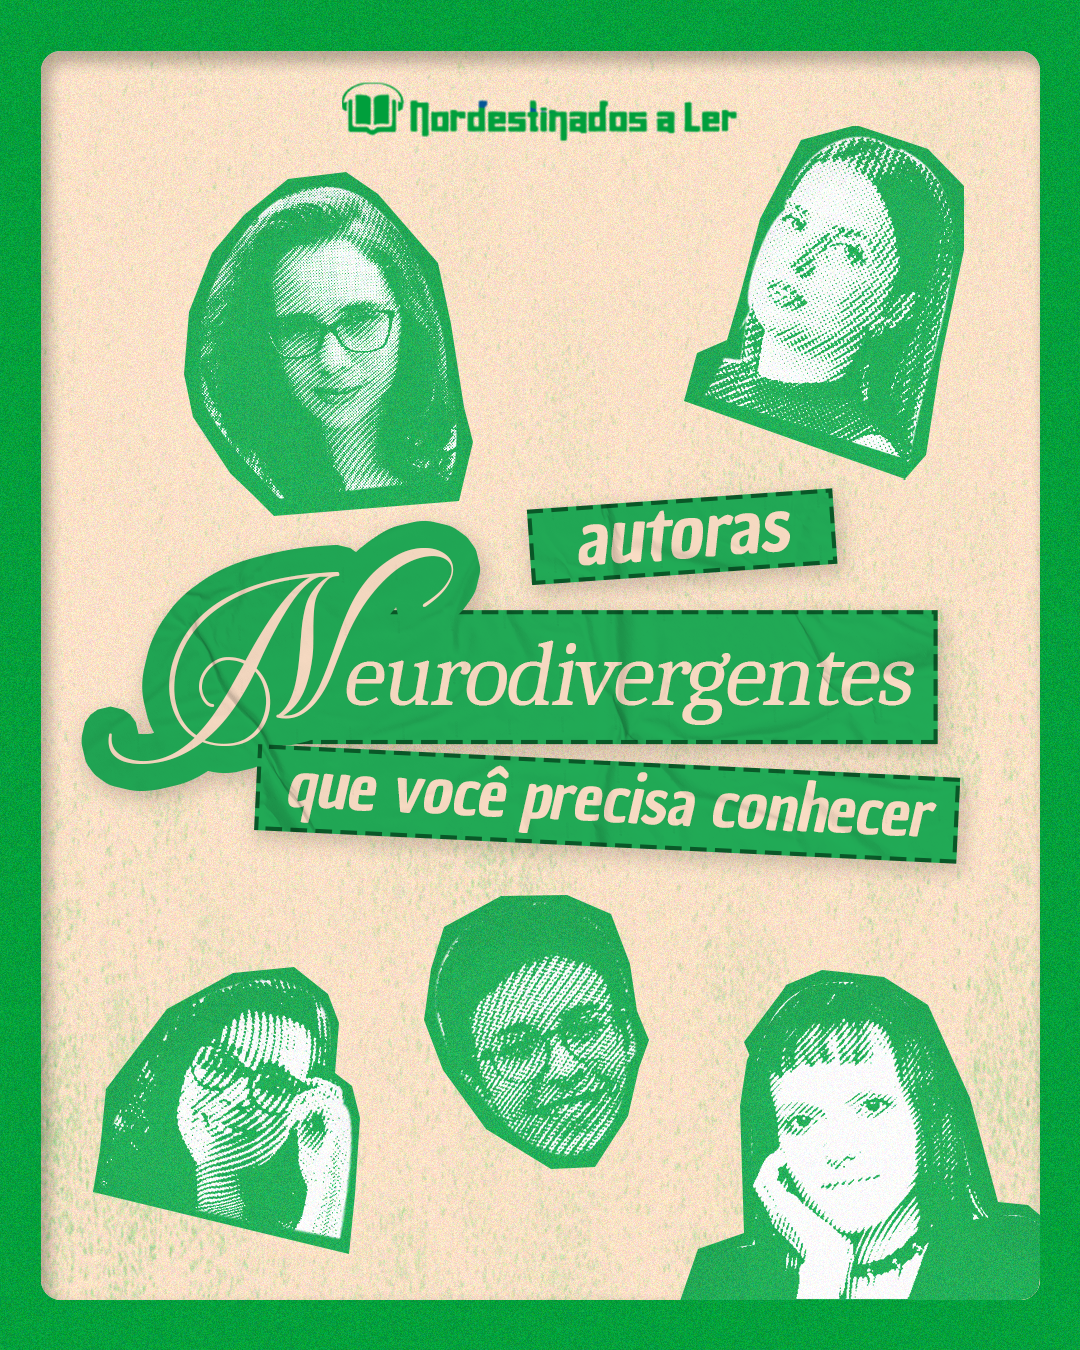 Nordestinados a Ler
autoras
Neurodivergentes
que você precisa conhecer